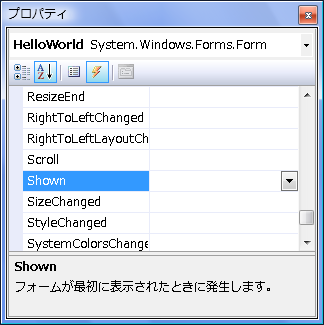 プロパティ
HelloWorld System.Windows.Forms.Form
ResizeEnd
RightToLeftChanged
RightToLeftLayoutCh
Scroll
Shown
SizeChanged
StyleChanged
SystemColorsChange
Shown
フォームが最初に表示されたときに発生します。